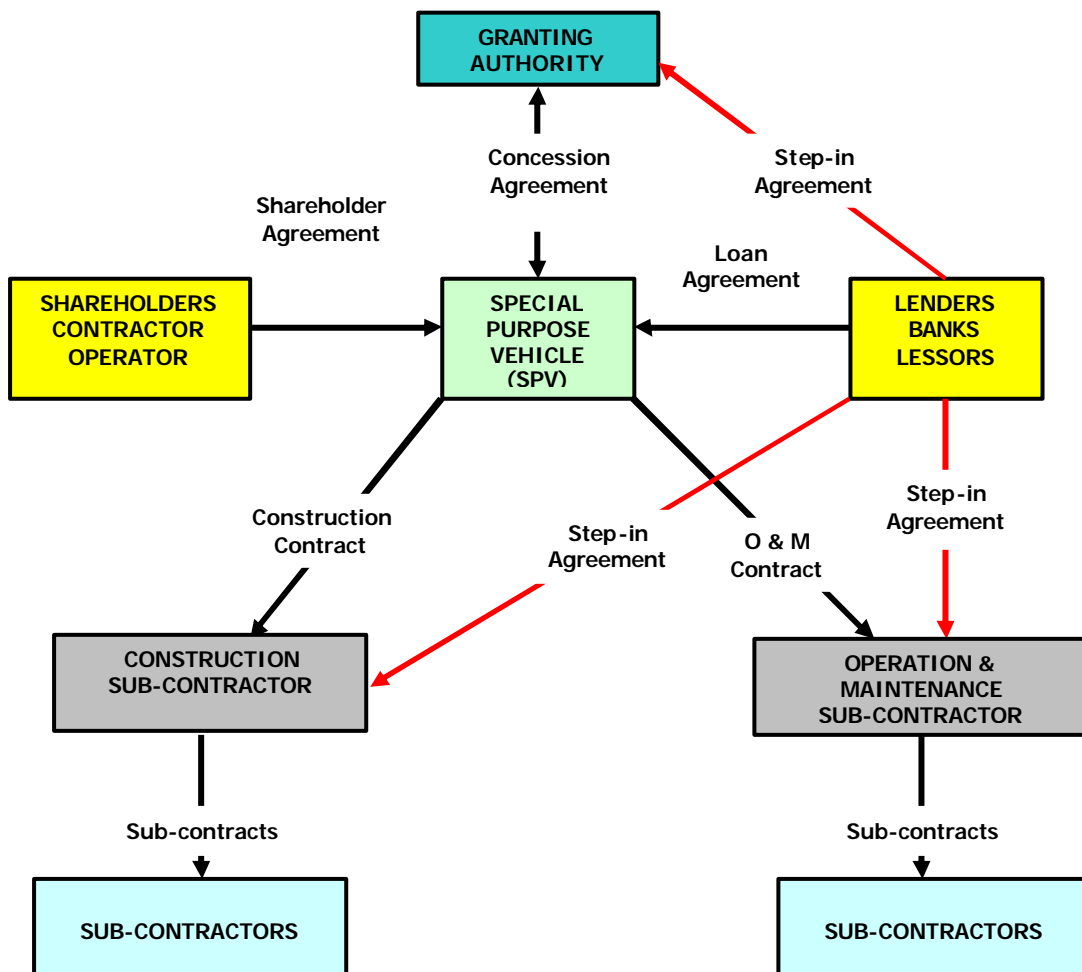 GRANTING
AUTHORITY
Concession
Agreement
Step-in
Agreement
Shareholder
Agreement
Loan
Agreement
SHAREHOLDERS
CONTRACTOR
OPERATOR
SPECIAL
PURPOSE
VEHICLE
(SPV)
LENDERS
BANKS
LESSORS
Construction
Contract
Step-in
Agreement
O & M
Contract
Step-in
Agreement
CONSTRUCTION
SUB-CONTRACTOR
OPERATION &
MAINTENANCE
SUB-CONTRACTOR
Sub-contracts
Sub-contracts
SUB-CONTRACTORS
SUB-CONTRACTORS